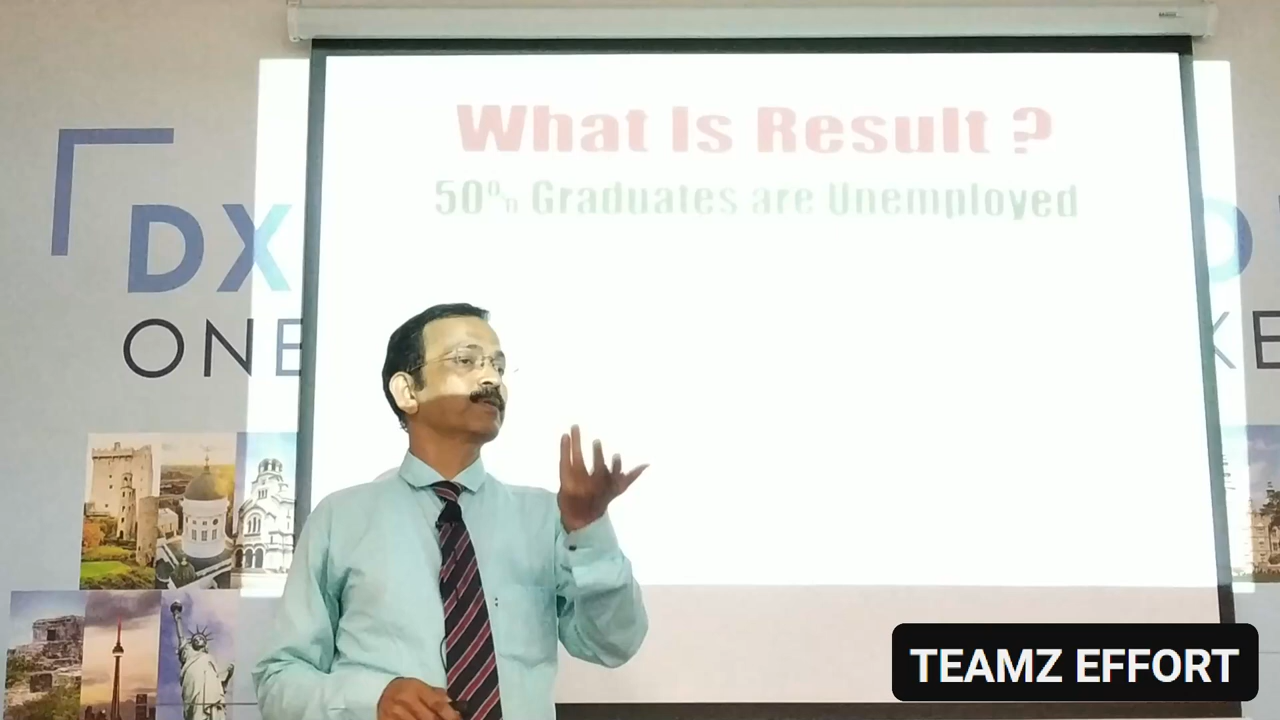 What Is Result ?
50% Graduates are Unemployed
DX
ONE
TEAMZ EFFORT